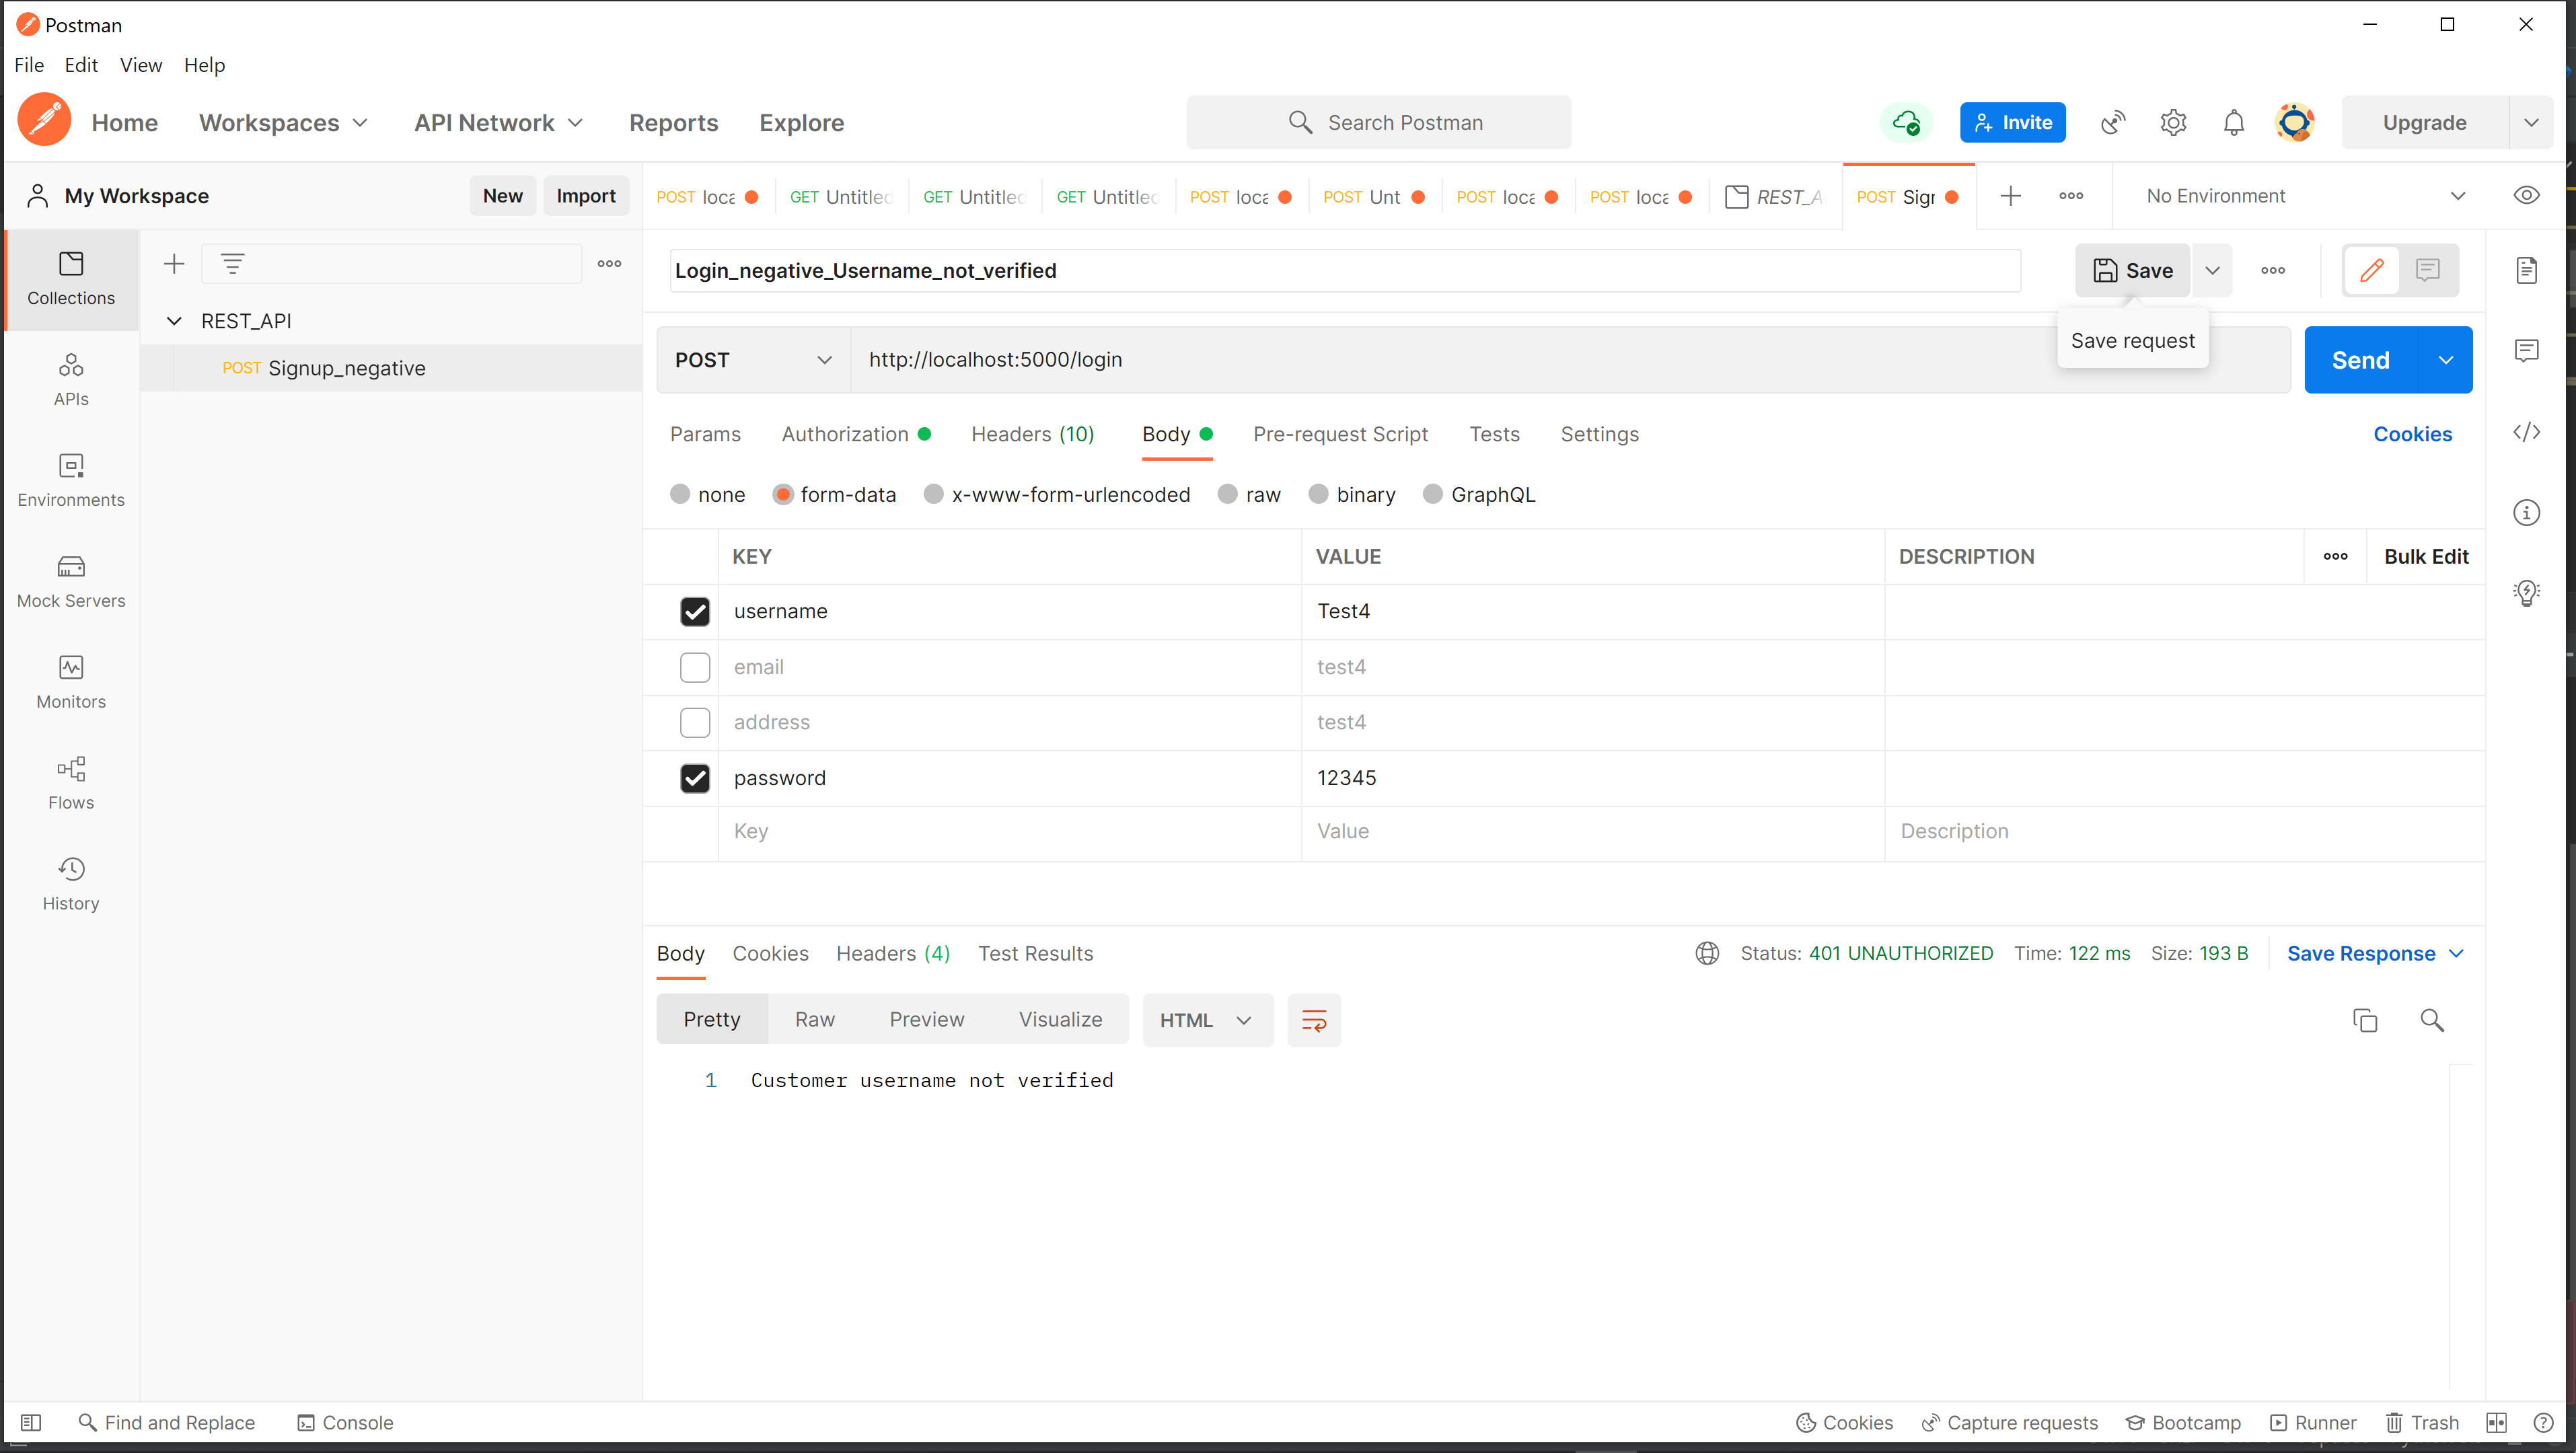 Postman
File Edit View Help
Home Workspaces API Network Reports Explore Search Postman Invite Upgrade
My Workspace New Import
POST loca GET Untitled GET Untitled GET Untitled POST loca POST Unt POST loca POST loca REST_A POST Sign No Environment
Collections
APIs
Environments
Mock Servers
Monitors
Flows
History
REST_API
POST Signup_negative
Login_negative_Username_not_verified Save
Save request
POST http://localhost:5000/login Send
Params Authorization Headers (10) Body Pre-request Script Tests Settings Cookies
none form-data x-www-form-urlencoded raw binary GraphQL
KEY VALUE DESCRIPTION Bulk Edit
username Test4
email test4
address test4
password 12345
Key Value Description
Body Cookies Headers (4) Test Results Status: 401 UNAUTHORIZED Time: 122 ms Size: 193 B Save Response
Pretty Raw Preview Visualize HTML
1 Customer username not verified
Find and Replace Console Cookies Capture requests Bootcamp Runner Trash